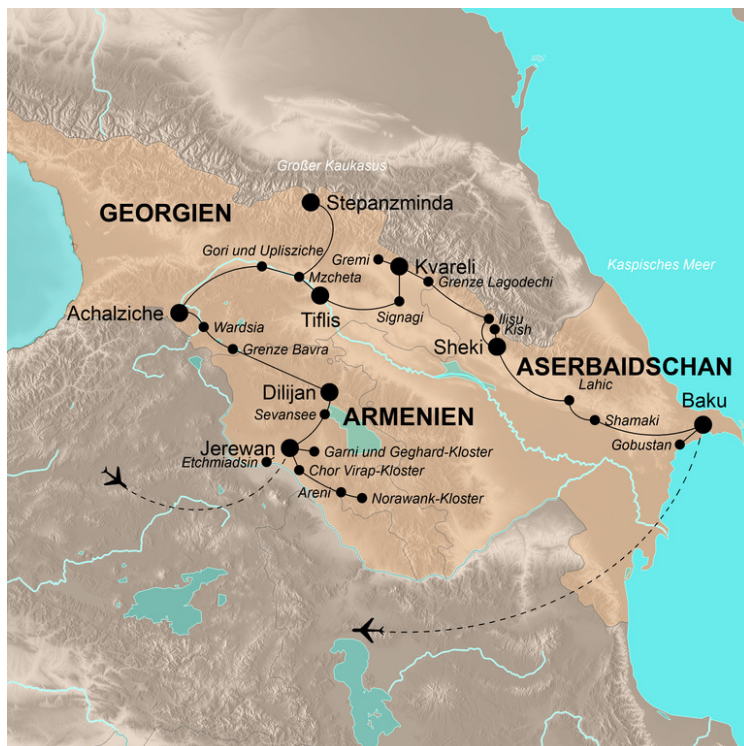 Großer Kaukasus
Stepanzminda
GEORGIEN
Gori und Uplisziche
Gremi
Kvareli
Kaspisches Meer
Mzcheta
Grenze Lagodechi
Achalziche
Tiflis
Signagi
Ilisu
Kish
Wardsia
Sheki
Grenze Bavra
ASERBAIDSCHAN
Lahic
Dilijan
Baku
Sevansee
ARMENIEN
Shamaki
Jerewan
Garni und Geghard-Kloster
Gobustan
Etchmiadsin
Chor Virap-Kloster
Areni
Norawank-Kloster